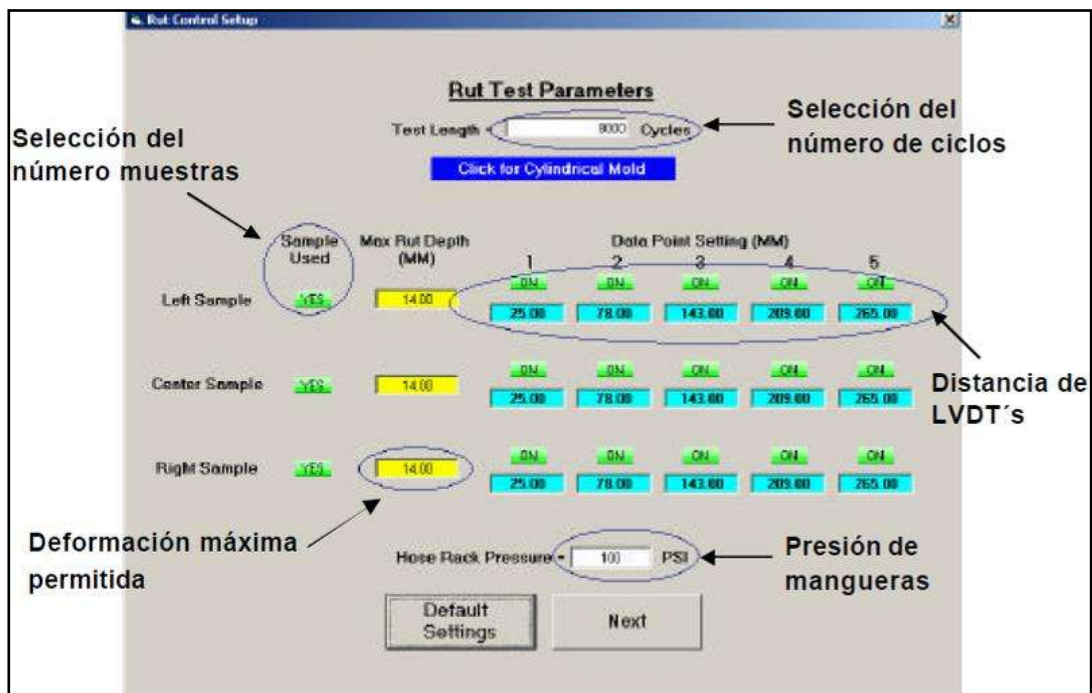 Rut Control Setup
Rut Test Parameters
Test Length = 8000 Cycles
Selección del
número de ciclos
Click for Cylindrical Mold
Selección del
número muestras
Sample
Used
Max Rut Depth
(MM)
Data Point Setting (MM)
1 2 3 4 5
ON ON ON ON ON
Left Sample YES 14.00
25.00 78.00 143.00 209.00 265.00
ON ON ON ON ON
Center Sample YES 14.00
25.00 78.00 143.00 209.00 265.00
Distancia de
LVDT´s
ON ON ON ON ON
Right Sample YES 14.00
25.00 78.00 143.00 209.00 265.00
Deformación máxima
permitida
Hose Rack Pressure = 100 PSI
Presión de
mangueras
Default
Settings
Next